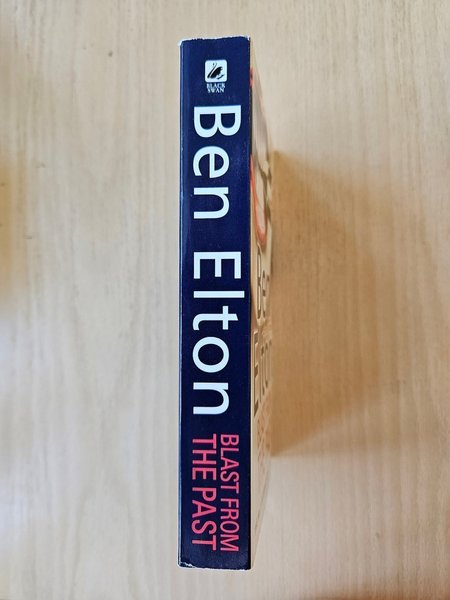 BLACK
SWAN
Ben Elton
BLAST FROM
THE PAST